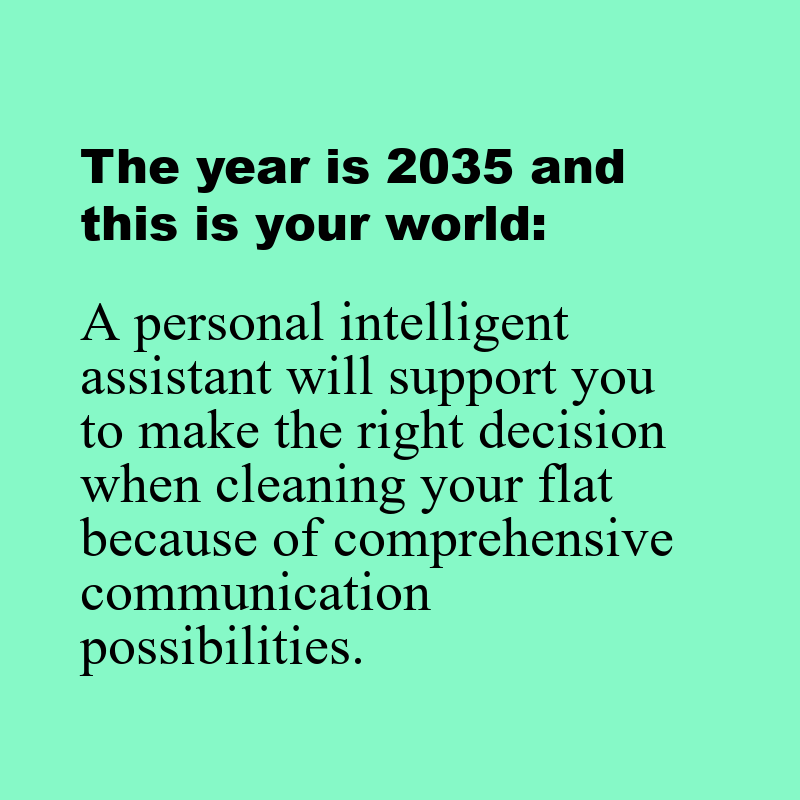 The year is 2035 and
this is your world:
A personal intelligent
assistant will support you
to make the right decision
when cleaning your flat
because of comprehensive
communication
possibilities.